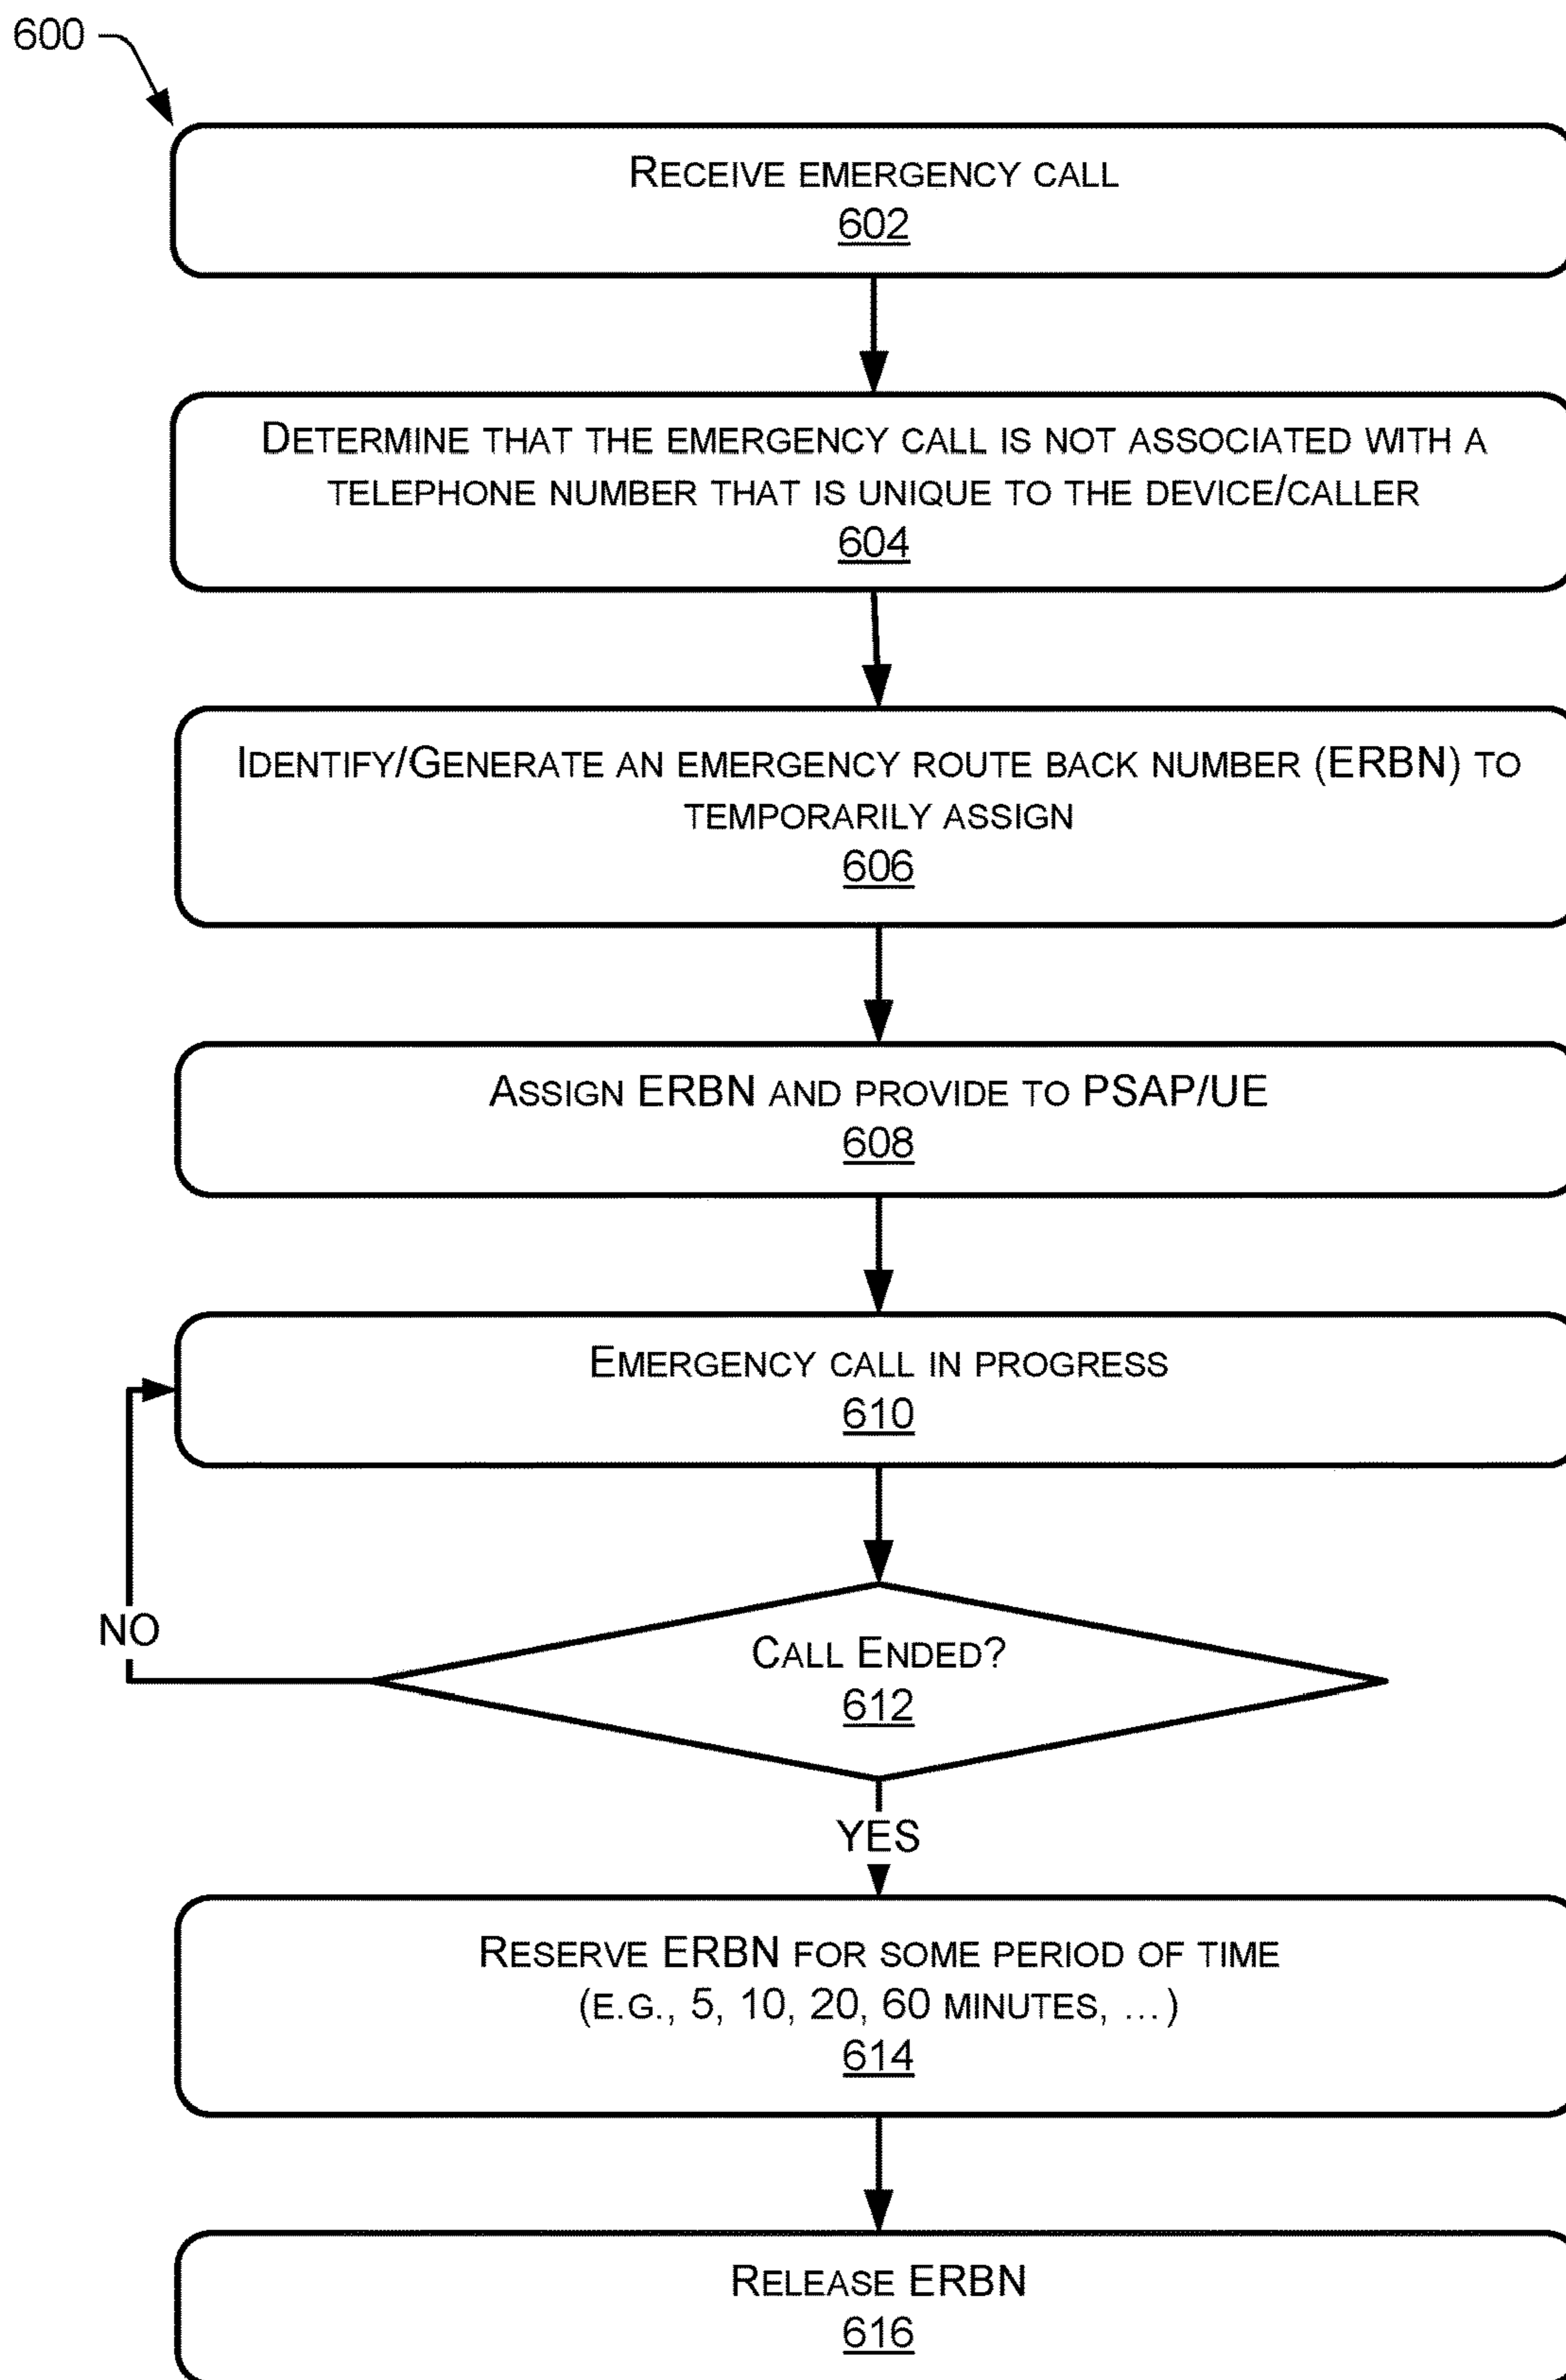 600
RECEIVE EMERGENCY CALL
602
DETERMINE THAT THE EMERGENCY CALL IS NOT ASSOCIATED WITH A
TELEPHONE NUMBER THAT IS UNIQUE TO THE DEVICE/CALLER
604
IDENTIFY/GENERATE AN EMERGENCY ROUTE BACK NUMBER (ERBN) TO
TEMPORARILY ASSIGN
606
ASSIGN ERBN AND PROVIDE TO PSAP/UE
608
EMERGENCY CALL IN PROGRESS
610
NO
CALL ENDED?
612
YES
RESERVE ERBN FOR SOME PERIOD OF TIME
(E.G., 5, 10, 20, 60 MINUTES, ...)
614
RELEASE ERBN
616